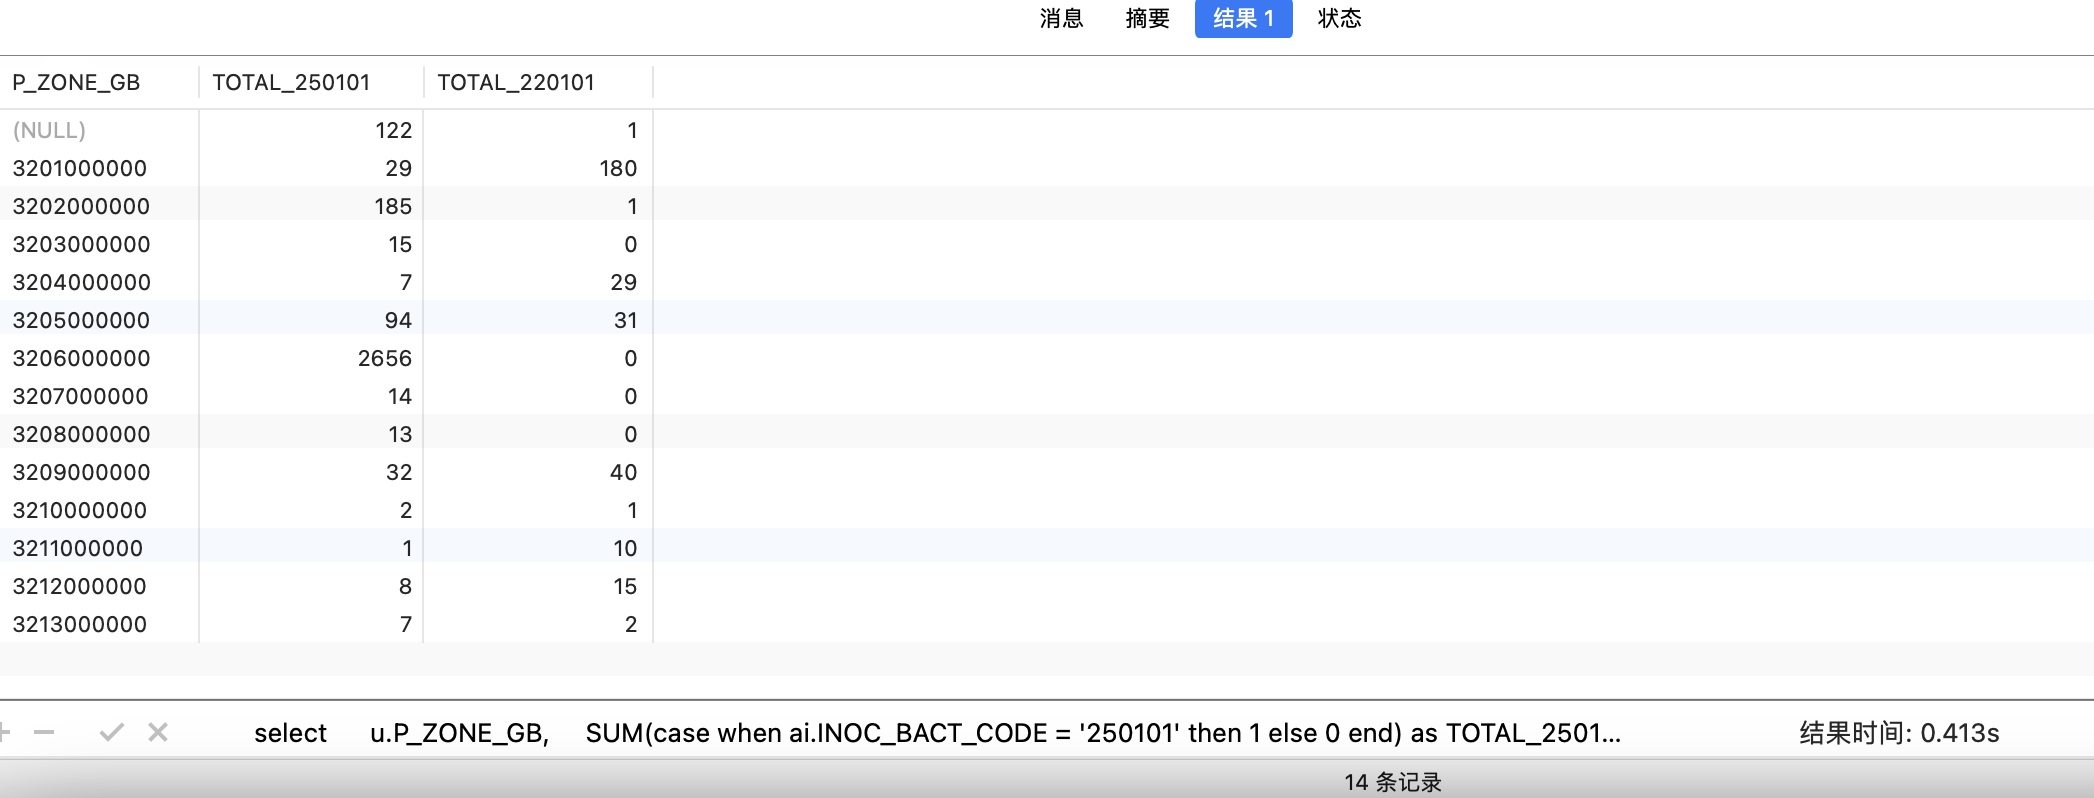 消息 摘要 结果 1 状态
P_ZONE_GB TOTAL_250101 TOTAL_220101
(NULL) 122 1
3201000000 29 180
3202000000 185 1
3203000000 15 0
3204000000 7 29
3205000000 94 31
3206000000 2656 0
3207000000 14 0
3208000000 13 0
3209000000 32 40
3210000000 2 1
3211000000 1 10
3212000000 8 15
3213000000 7 2
select u.P_ZONE_GB, SUM(case when ai.INOC_BACT_CODE = '250101' then 1 else 0 end) as TOTAL_2501... 结果时间: 0.413s
14 条记录